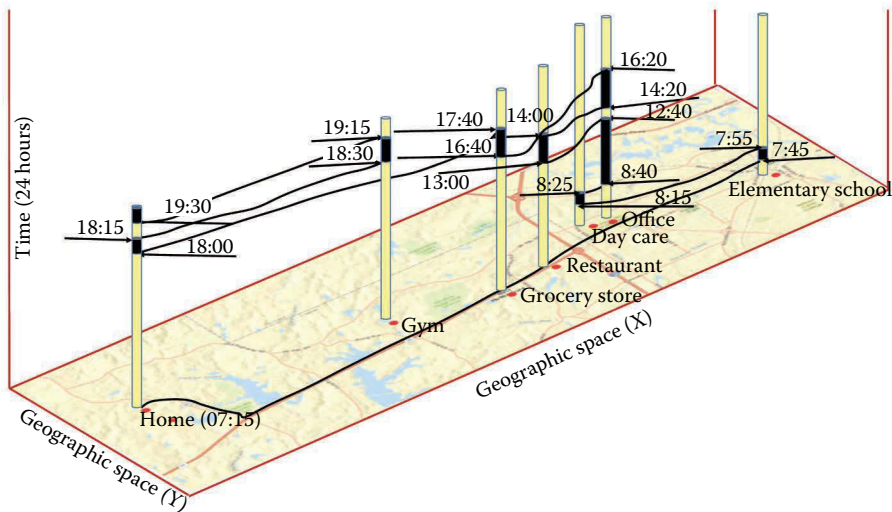 16:20
14:20
12:40
19:15
17:40
14:00
18:30
16:40
13:00
7:55
7:45
8:40
8:25
8:15
Elementary school
Office
Day care
Restaurant
Grocery store
Gym
19:30
18:15
18:00
Home (07:15)
Time (24 hours)
Geographic space (X)
Geographic space (Y)